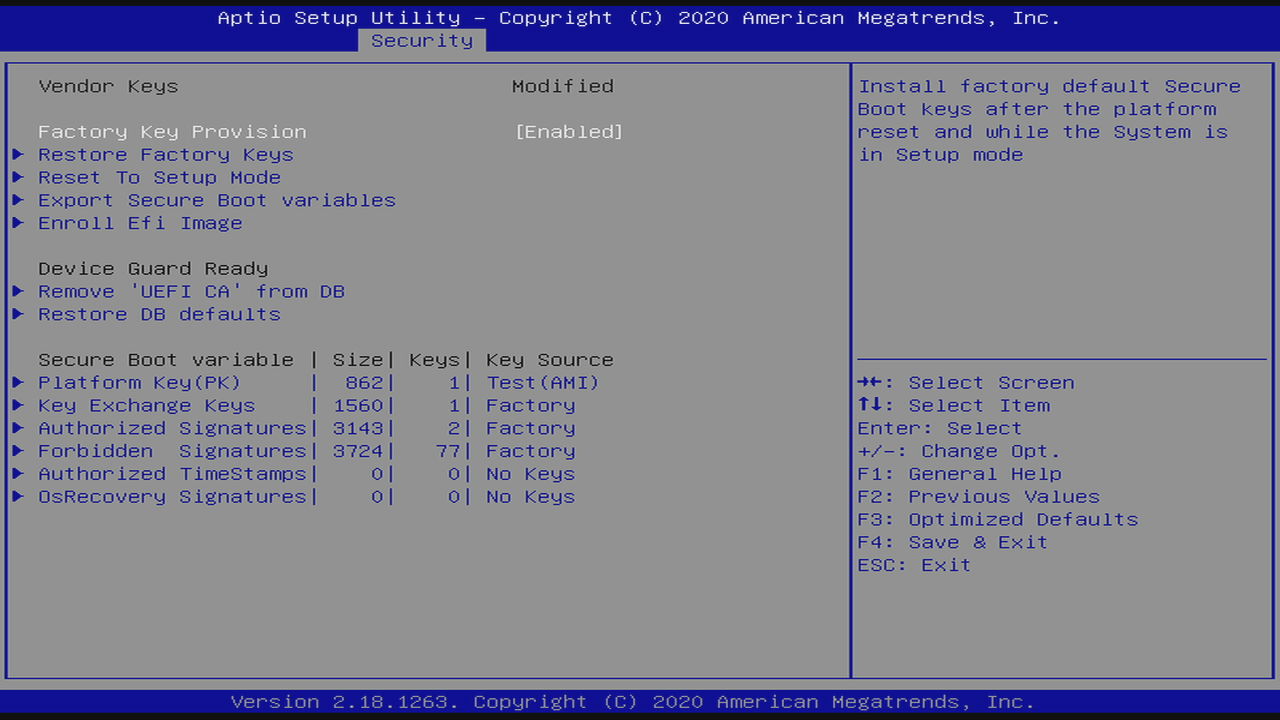 Aptio Setup Utility – Copyright (C) 2020 American Megatrends, Inc.
Security
Vendor Keys Modified
Factory Key Provision [Enabled]
Restore Factory Keys
Reset To Setup Mode
Export Secure Boot variables
Enroll Efi Image
Device Guard Ready
Remove 'UEFI CA' from DB
Restore DB defaults
Secure Boot variable | Size| Keys| Key Source
Platform Key(PK) | 862| 1| Test(AMI)
Key Exchange Keys | 1560| 1| Factory
Authorized Signatures| 3143| 2| Factory
Forbidden Signatures| 3724| 77| Factory
Authorized TimeStamps| 0| 0| No Keys
OsRecovery Signatures| 0| 0| No Keys
Install factory default Secure
Boot keys after the platform
reset and while the System is
in Setup mode
→←: Select Screen
↑↓: Select Item
Enter: Select
+/-: Change Opt.
F1: General Help
F2: Previous Values
F3: Optimized Defaults
F4: Save & Exit
ESC: Exit
Version 2.18.1263. Copyright (C) 2020 American Megatrends, Inc.